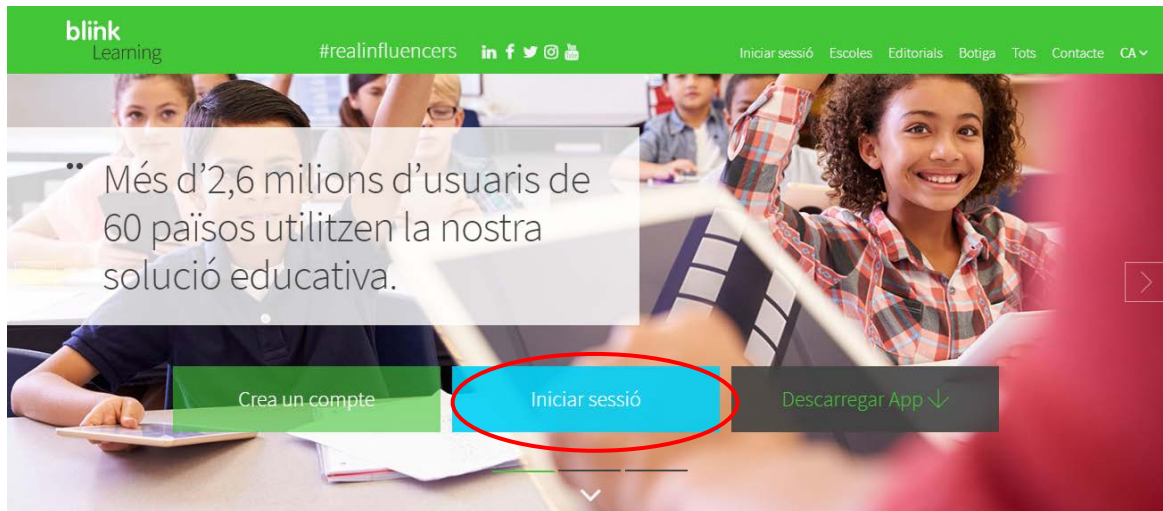 blink
Learning
#realinfluencers
Iniciar sessió Escoles Editorials Botiga Tots Contacte CA
Més d'2,6 milions d'usuaris de
60 països utilitzen la nostra
solució educativa.
Crea un compte
Iniciar sessió
Descarregar App